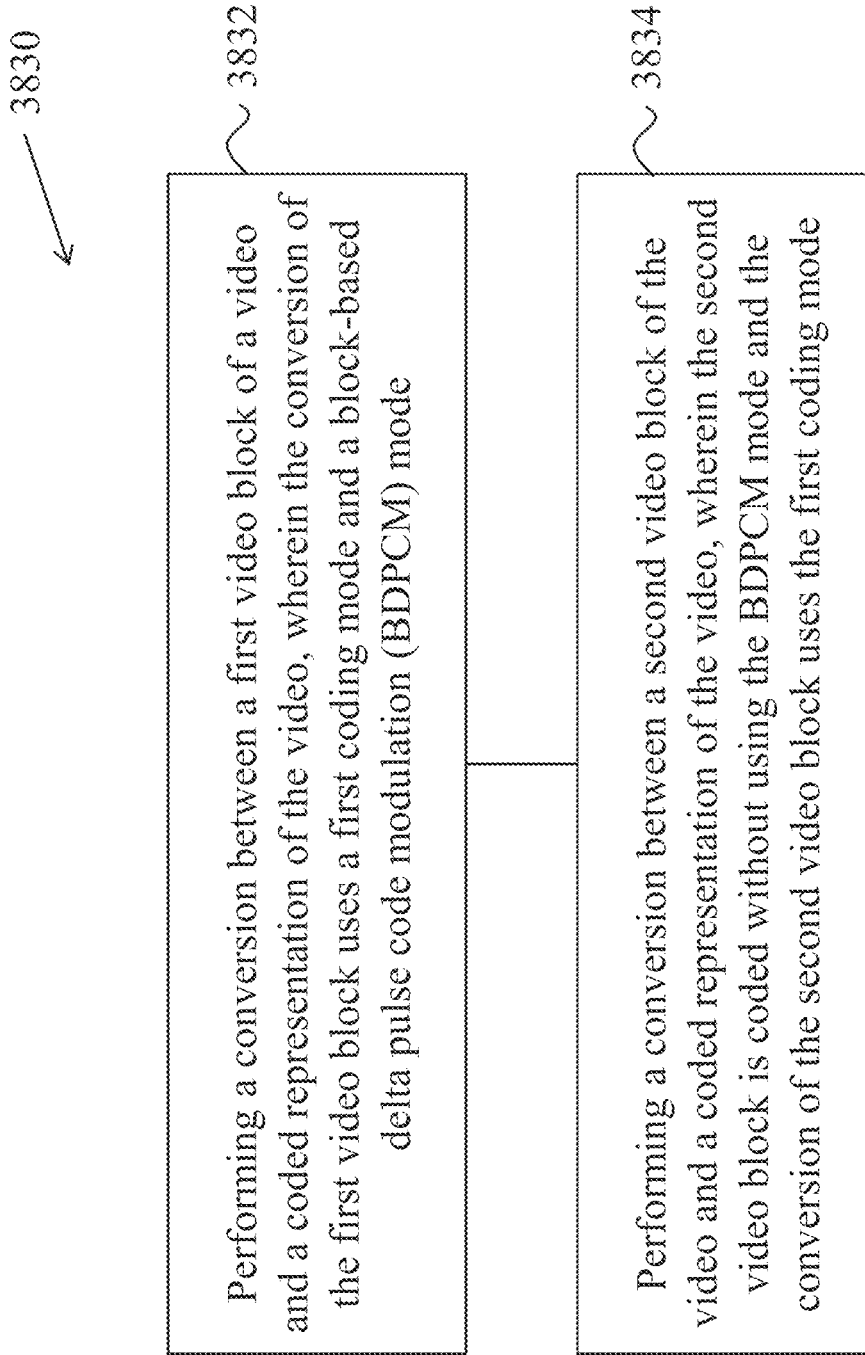 3830
Performing a conversion between a first video block of a video
and a coded representation of the video, wherein the conversion of
the first video block uses a first coding mode and a block-based
delta pulse code modulation (BDPCM) mode
3832
Performing a conversion between a second video block of the
video and a coded representation of the video, wherein the second
video block is coded without using the BDPCM mode and the
conversion of the second video block uses the first coding mode
3834